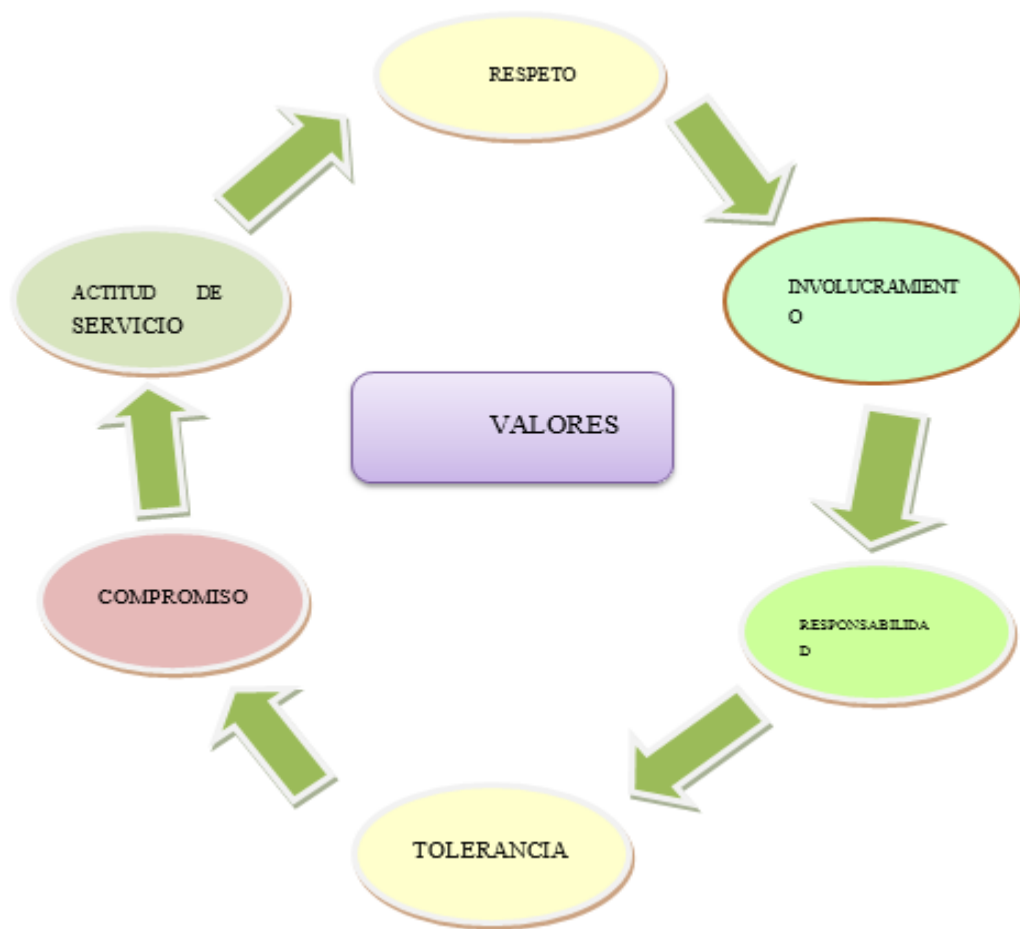 RESPETO
INVOLUCRAMIENT
O
RESPONSABILIDA
D
TOLERANCIA
COMPROMISO
ACTITUD DE
SERVICIO
VALORES